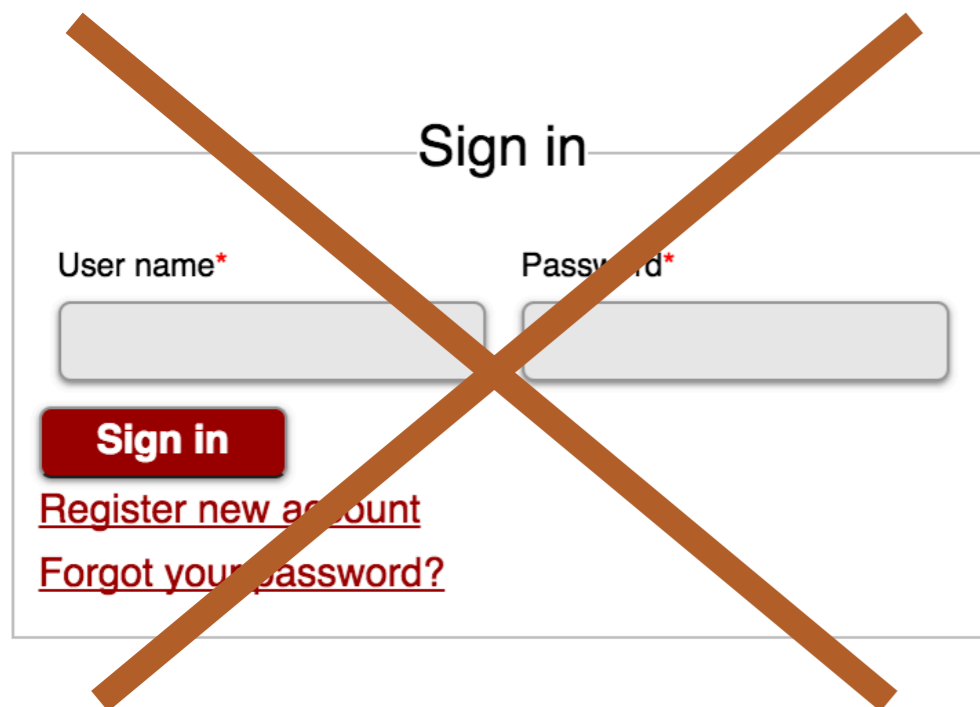 Sign in
User name*
Password*
Sign in
Register new account
Forgot your password?